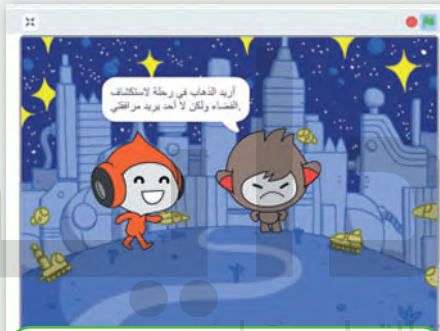 أريد الذهاب في رحلة لاستكشاف
الفضاء ولكن لا أحد يريد مرافقتي.